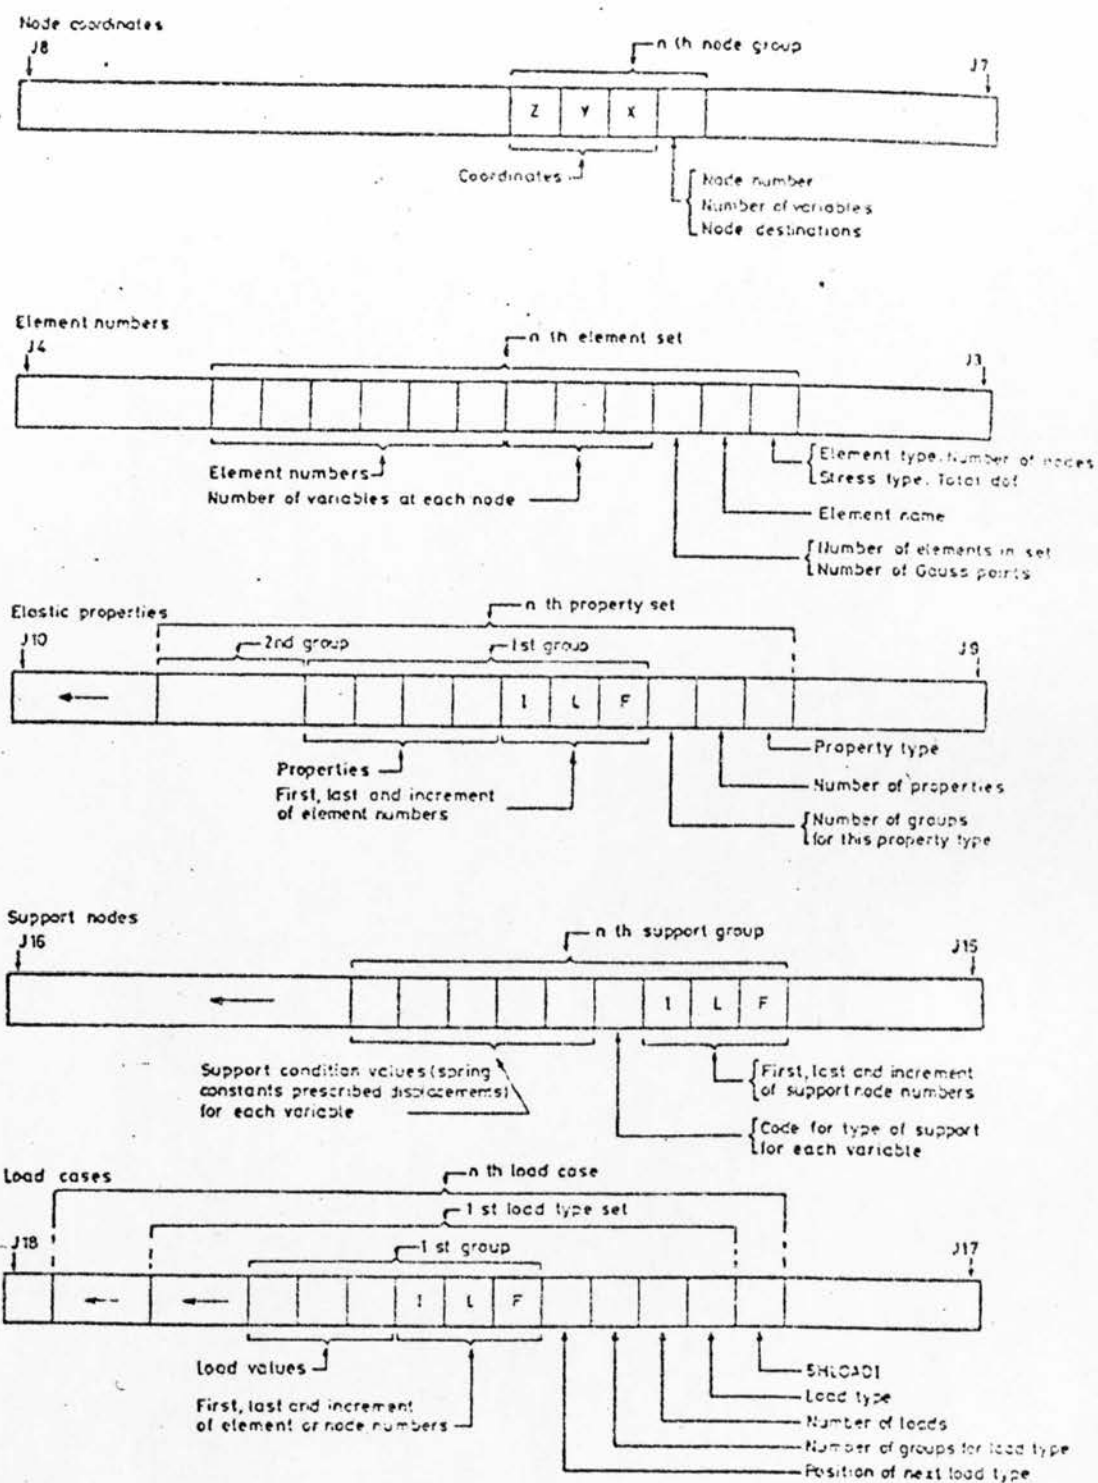 Node coordinates
J8
n th node group
J7
Z Y X
Coordinates
Node number
Number of variables
Node destinations
Element numbers
J4
n th element set
J3
Element numbers
Number of variables at each node
Element type. Number of nodes
Stress type. Total dof
Element name
Number of elements in set
Number of Gauss points
Elastic properties
J10
n th property set
2nd group
1st group
J9
I L F
Properties
First, last and increment
of element numbers
Property type
Number of properties
Number of groups
for this property type
Support nodes
J16
n th support group
J15
I L F
Support condition values (spring
constants prescribed displacements)
for each variable
First, last and increment
of support node numbers
Code for type of support
for each variable
Load cases
n th load case
1 st load type set
J18
1 st group
J17
I L F
Load values
First, last and increment
of element or node numbers
5HLOAD1
Load type
Number of loads
Number of groups for load type
Position of next load type